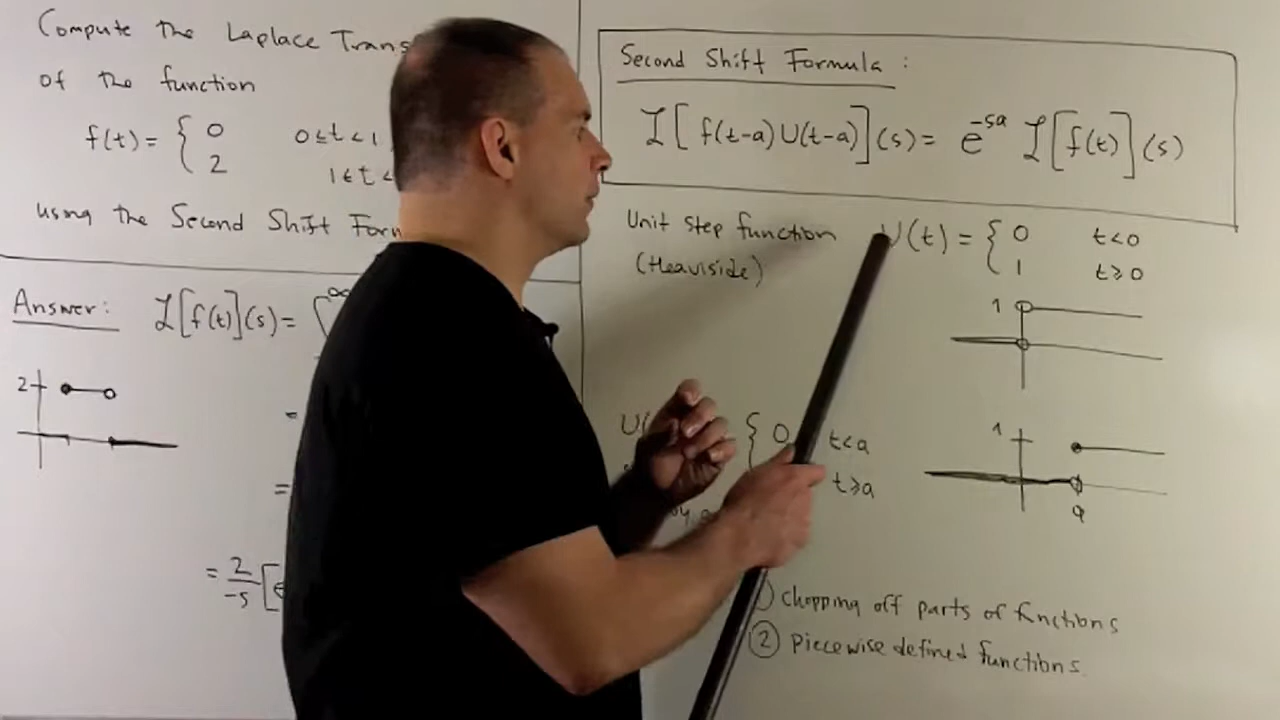 Compute the Laplace Trans
of the function
f(t) = { 0 0≤t<1
2 1≤t<
using the Second Shift Form
Answer: ℒ[f(t)](s) = ∫ ∞
2
=
=
= 2/-s [e
Second Shift Formula:
ℒ[f(t-a)U(t-a)](s) = e^-sa ℒ[f(t)](s)
Unit Step function U(t) = { 0 t<0
(Heaviside) 1 t≥0
1
U( { 0 t<a
t≥a
by
1
a
) Chopping off parts of functions
② Piecewise defined functions.